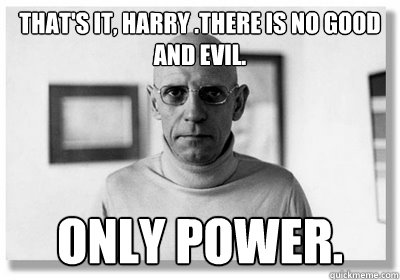 THAT'S IT, HARRY .THERE IS NO GOOD
AND EVIL.
ONLY POWER.
quickmeme.com